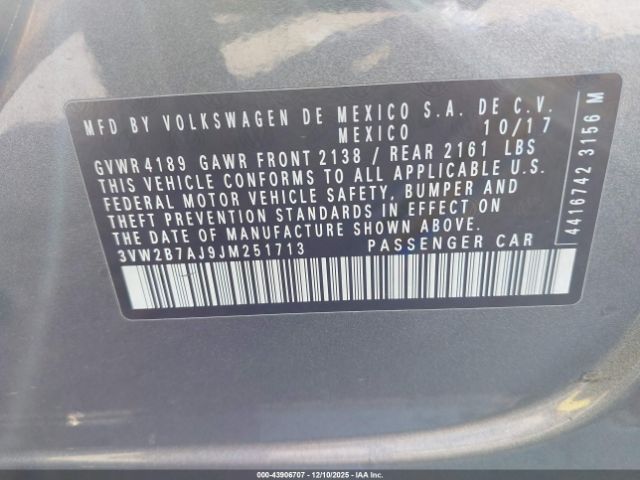 MFD BY VOLKSWAGEN DE MEXICO S.A. DE C.V.
MEXICO 10/17
GVWR 4189 GAWR FRONT 2138 / REAR 2161 LBS
THIS VEHICLE CONFORMS TO ALL APPLICABLE U.S.
FEDERAL MOTOR VEHICLE SAFETY, BUMPER AND
THEFT PREVENTION STANDARDS IN EFFECT ON
THE DATE OF MANUFACTURE SHOWN ABOVE.
3VW2B7AJ9JM251713 PASSENGER CAR
4416742 3156 M
000-43906707 - 12/10/2025 - IAAI.COM